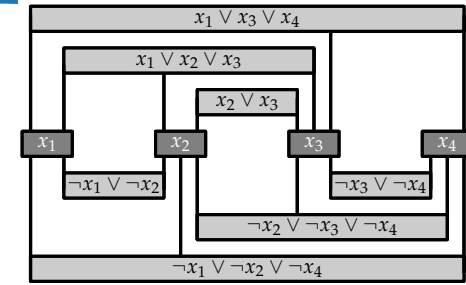 x₁ ∨ x₃ ∨ x₄
x₁ ∨ x₂ ∨ x₃
x₂ ∨ x₃
x₁ x₂ x₃ x₄
¬x₁ ∨ ¬x₂ ¬x₃ ∨ ¬x₄
¬x₂ ∨ ¬x₃ ∨ ¬x₄
¬x₁ ∨ ¬x₂ ∨ ¬x₄